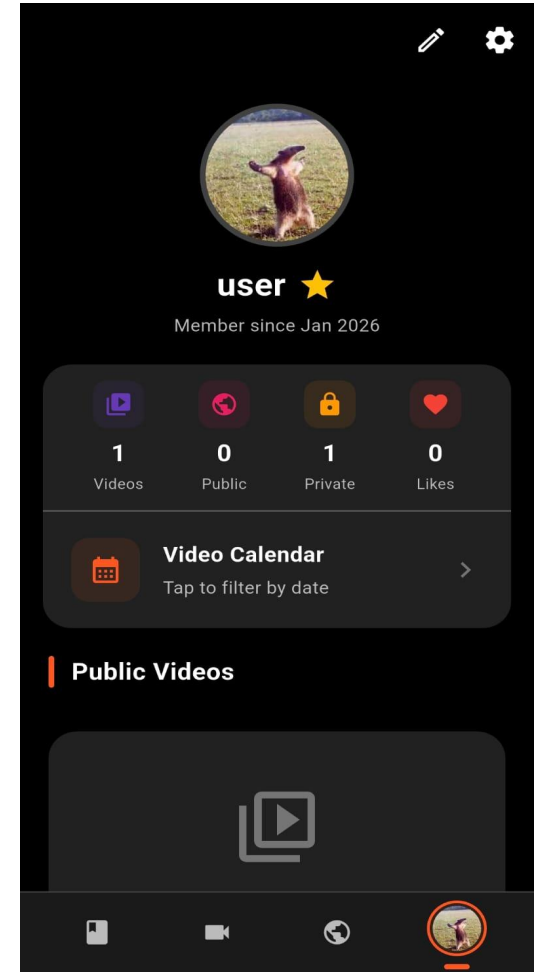 user
Member since Jan 2026
1 0 1 0
Videos Public Private Likes
Video Calendar
Tap to filter by date
Public Videos